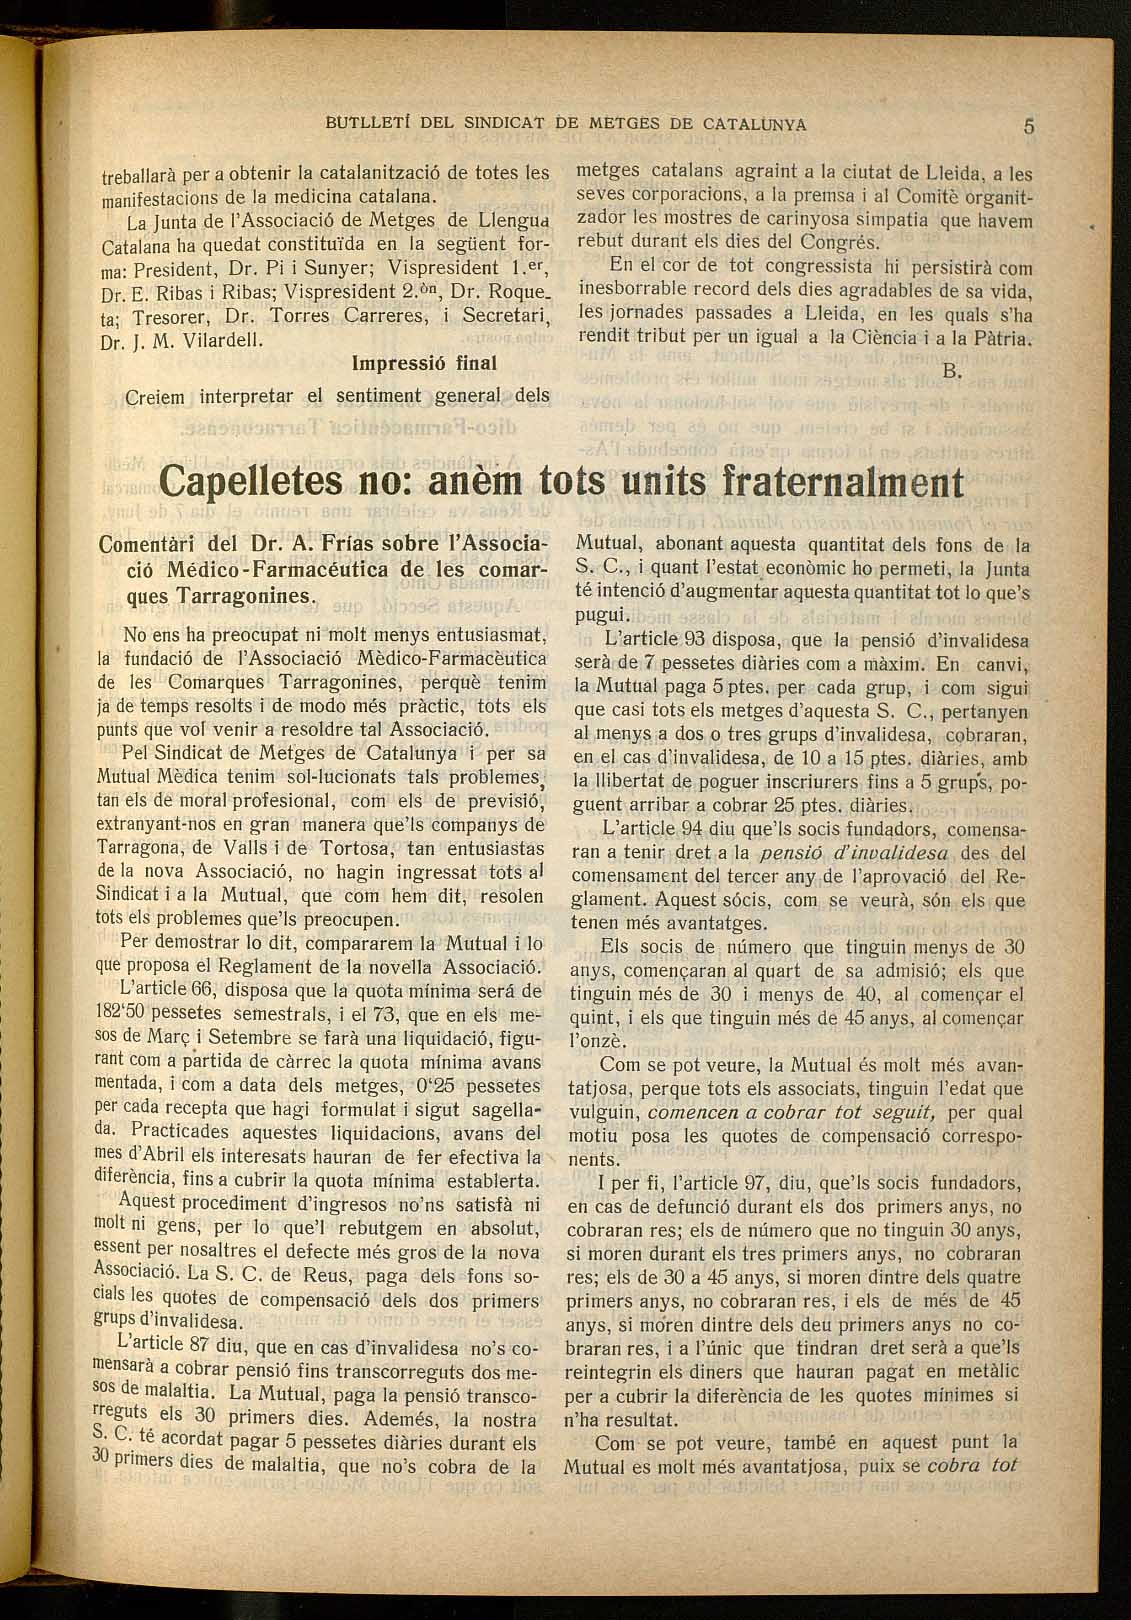 BUTLLETÍ DEL SINDICAT DE METGES DE CATALUNYA
5
treballarà per a obtenir la catalanització de totes les
manifestacions de la medicina catalana.
La Junta de l'Associació de Metges de Llengua
Catalana ha quedat constituïda en la següent for-
ma: President, Dr. Pi i Sunyer; Vispresident 1.er,
Dr. E. Ribas i Ribas; Vispresident 2.ón, Dr. Roque-
ta; Tresorer, Dr. Torres Carreres, i Secretari,
Dr. J. M. Vilardell.
Impressió final
Creiem interpretar el sentiment general dels
metges catalans agraint a la ciutat de Lleida, a les
seves corporacions, a la premsa i al Comitè organit-
zador les mostres de carinyosa simpatia que havem
rebut durant els dies del Congrés.
En el cor de tot congressista hi persistirà com
inesborrable record dels dies agradables de sa vida,
les jornades passades a Lleida, en les quals s'ha
rendit tribut per un igual a la Ciència i a la Pàtria.
B.
Capelletes no: anèm tots units fraternalment
Comentàri del Dr. A. Frías sobre l'Associa-
ció Médico-Farmacéutica de les comar-
ques Tarragonines.
No ens ha preocupat ni molt menys entusiasmat,
la fundació de l'Associació Mèdico-Farmacèutica
de les Comarques Tarragonines, perquè tenim
ja de temps resolts i de modo més pràctic, tots els
punts que vol venir a resoldre tal Associació.
Pel Sindicat de Metges de Catalunya i per sa
Mutual Mèdica tenim sol-lucionats tals problemes,
tan els de moral profesional, com els de previsió,
extranyant-nos en gran manera que'ls companys de
Tarragona, de Valls i de Tortosa, tan entusiastas
de la nova Associació, no hagin ingressat tots al
Sindicat i a la Mutual, que com hem dit, resolen
tots els problemes que'ls preocupen.
Per demostrar lo dit, compararem la Mutual i lo
que proposa el Reglament de la novella Associació.
L'article 66, disposa que la quota mínima será de
182'50 pessetes semestrals, i el 73, que en els me-
sos de Març i Setembre se farà una liquidació, figu-
rant com a partida de càrrec la quota mínima avans
mentada, i com a data dels metges, 0'25 pessetes
per cada recepta que hagi formulat i sigut sagella-
da. Practicades aquestes liquidacions, avans del
mes d'Abril els interesats hauran de fer efectiva la
diferència, fins a cubrir la quota mínima establerta.
Aquest procediment d'ingresos no'ns satisfà ni
molt ni gens, per lo que'l rebutgem en absolut,
essent per nosaltres el defecte més gros de la nova
Associació. La S. C. de Reus, paga dels fons so-
cials les quotes de compensació dels dos primers
grups d'invalidesa.
L'article 87 diu, que en cas d'invalidesa no's co-
mensarà a cobrar pensió fins transcorreguts dos me-
sos de malaltia. La Mutual, paga la pensió transco-
rreguts els 30 primers dies. Además, la nostra
S. C. té acordat pagar 5 pessetes diàries durant els
30 primers dies de malaltia, que no's cobra de la
Mutual, abonant aquesta quantitat dels fons de la
S. C., i quant l'estat econòmic ho permeti, la Junta
té intenció d'augmentar aquesta quantitat tot lo que's
pugui.
L'article 93 disposa, que la pensió d'invalidesa
serà de 7 pessetes diàries com a màxim. En canvi,
la Mutual paga 5 ptes. per cada grup, i com sigui
que casi tots els metges d'aquesta S. C., pertanyen
al menys a dos o tres grups d'invalidesa, cobraran,
en el cas d'invalidesa, de 10 a 15 ptes. diàries, amb
la llibertat de poguer inscriurers fins a 5 grups, po-
guent arribar a cobrar 25 ptes. diàries.
L'article 94 diu que'ls socis fundadors, comensa-
ran a tenir dret a la pensió d'invalidesa des del
comensament del tercer any de l'aprovació del Re-
glament. Aquest sócis, com se veurà, són els que
tenen més avantatges.
Els socis de número que tinguin menys de 30
anys, començaran al quart de sa admisió; els que
tinguin més de 30 i menys de 40, al començar el
quint, i els que tinguin més de 45 anys, al començar
l'onzè.
Com se pot veure, la Mutual és molt més avan-
tatjosa, perque tots els associats, tinguin l'edat que
vulguin, comencen a cobrar tot seguit, per qual
motiu posa les quotes de compensació correspo-
nents.
I per fi, l'article 97, diu, que'ls socis fundadors,
en cas de defunció durant els dos primers anys, no
cobraran res; els de número que no tinguin 30 anys,
si moren durant els tres primers anys, no cobraran
res; els de 30 a 45 anys, si moren dintre dels quatre
primers anys, no cobraran res, i els de més de 45
anys, si moren dintre dels deu primers anys no co-
braran res, i a l'únic que tindran dret serà a que'ls
reintegrin els diners que hauran pagat en metàlic
per a cubrir la diferència de les quotes mínimes si
n'ha resultat.
Com se pot veure, també en aquest punt la
Mutual es molt més avantatjosa, puix se cobra tot